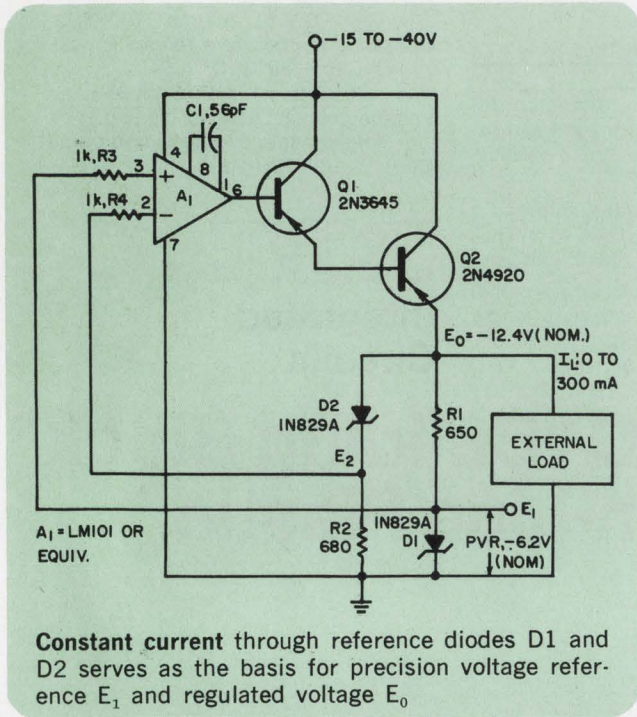 −15 TO −40V
C1, 56pF
1k, R3
3
4
8
1
6
+
A1
−
1k, R4
2
7
Q1
2N3645
Q2
2N4920
E0=−12.4V(NOM.)
IL:0 TO
300 mA
D2
1N829A
R1
650
EXTERNAL
LOAD
E2
E1
A1=LM101 OR
EQUIV.
R2
680
1N829A
D1
PVR,−6.2V
(NOM)
Constant current through reference diodes D1 and
D2 serves as the basis for precision voltage refer-
ence E1 and regulated voltage E0